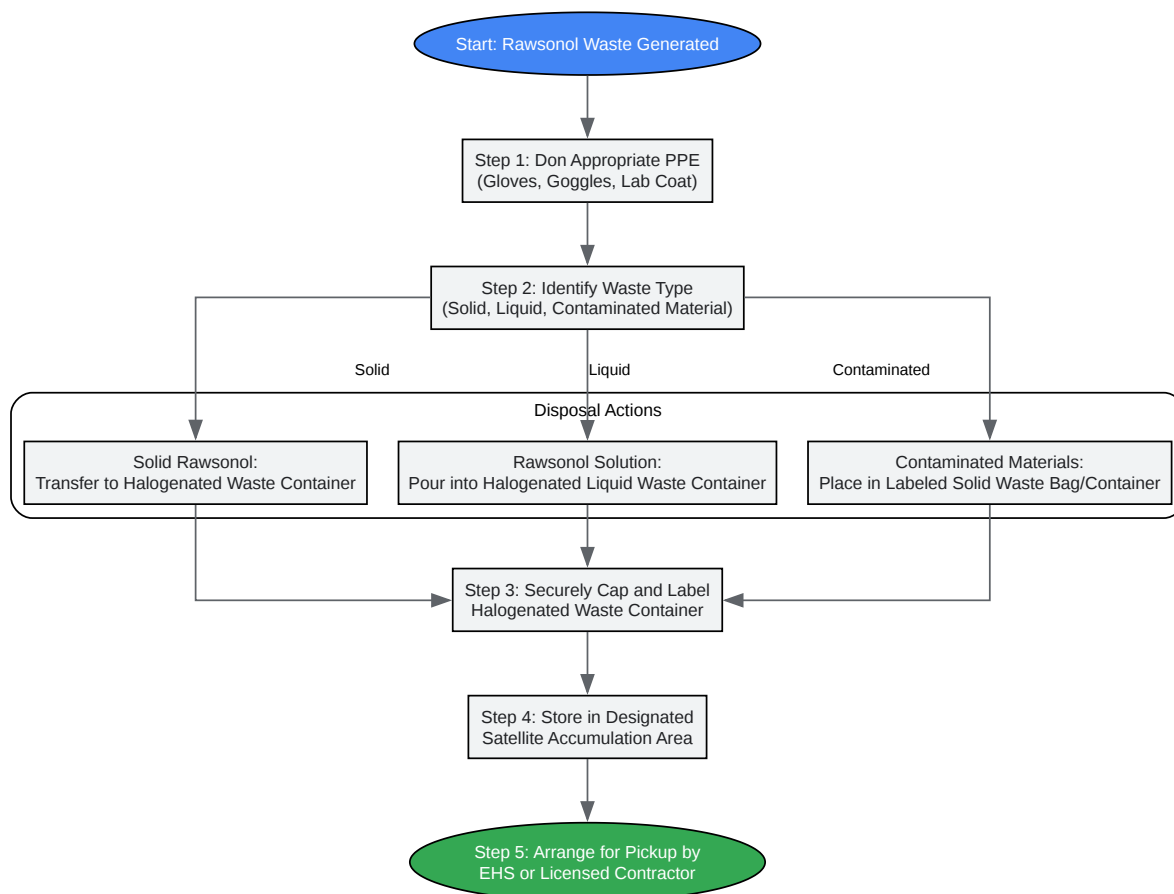 Start: Rawsonol Waste Generated
Step 1: Don Appropriate PPE
(Gloves, Goggles, Lab Coat)
Step 2: Identify Waste Type
(Solid, Liquid, Contaminated Material)
Solid
Liquid
Contaminated
Disposal Actions
Solid Rawsonol:
Transfer to Halogenated Waste Container
Rawsonol Solution:
Pour into Halogenated Liquid Waste Container
Contaminated Materials:
Place in Labeled Solid Waste Bag/Container
Step 3: Securely Cap and Label
Halogenated Waste Container
Step 4: Store in Designated
Satellite Accumulation Area
Step 5: Arrange for Pickup by
EHS or Licensed Contractor